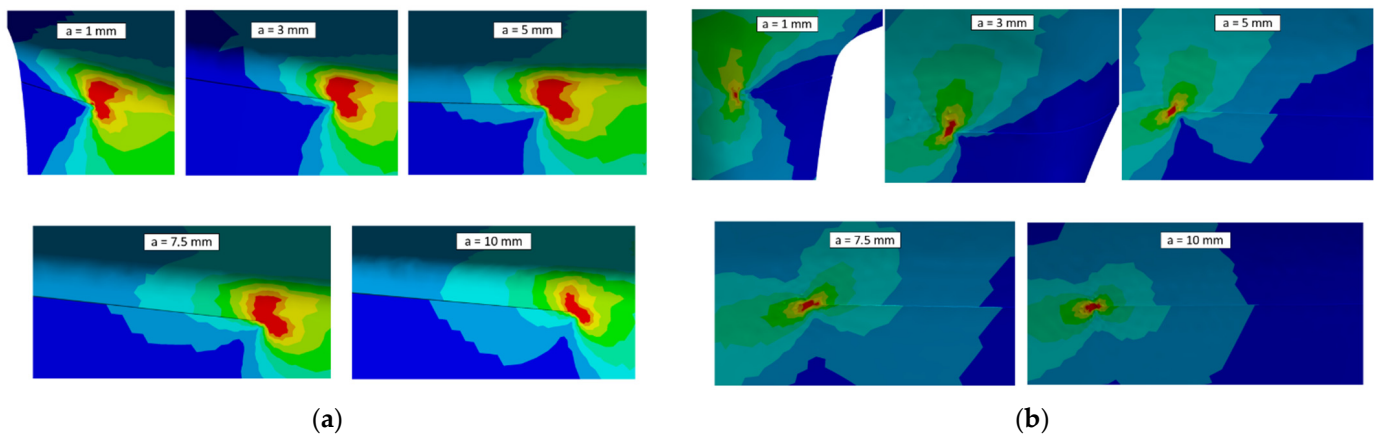 a = 1 mm
a = 3 mm
a = 5 mm
a = 7.5 mm
a = 10 mm
(a)
a = 1 mm
a = 3 mm
a = 5 mm
a = 7.5 mm
a = 10 mm
(b)